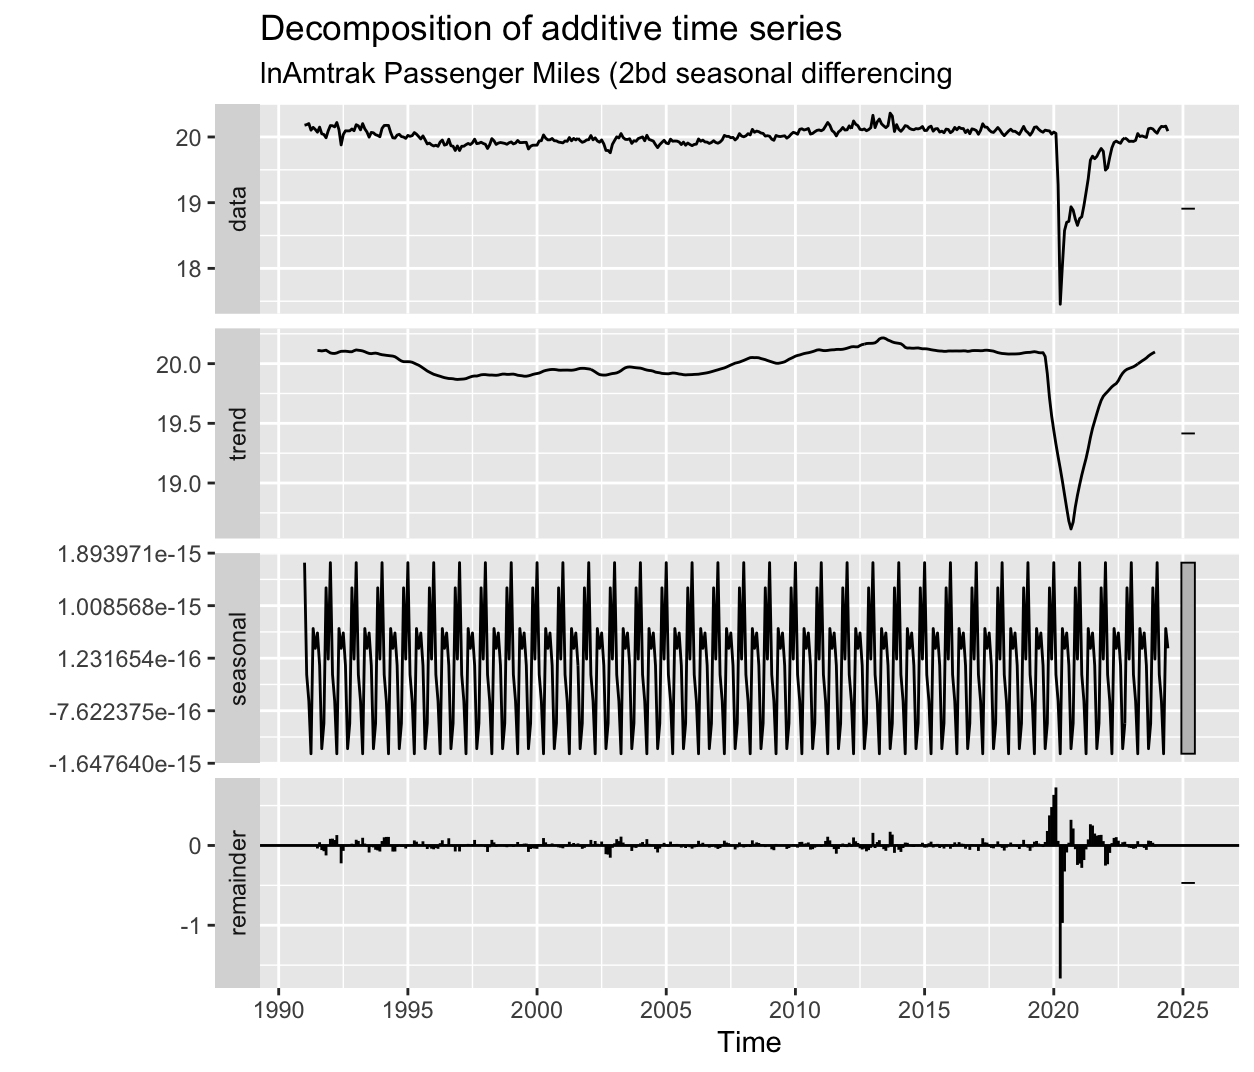 Decomposition of additive time series
lnAmtrak Passenger Miles (2bd seasonal differencing
20
19
18
data
20.0
19.5
19.0
trend
1.893971e-15
1.008568e-15
1.231654e-16
-7.622375e-16
-1.647640e-15
seasonal
0
-1
remainder
1990 1995 2000 2005 2010 2015 2020 2025
Time